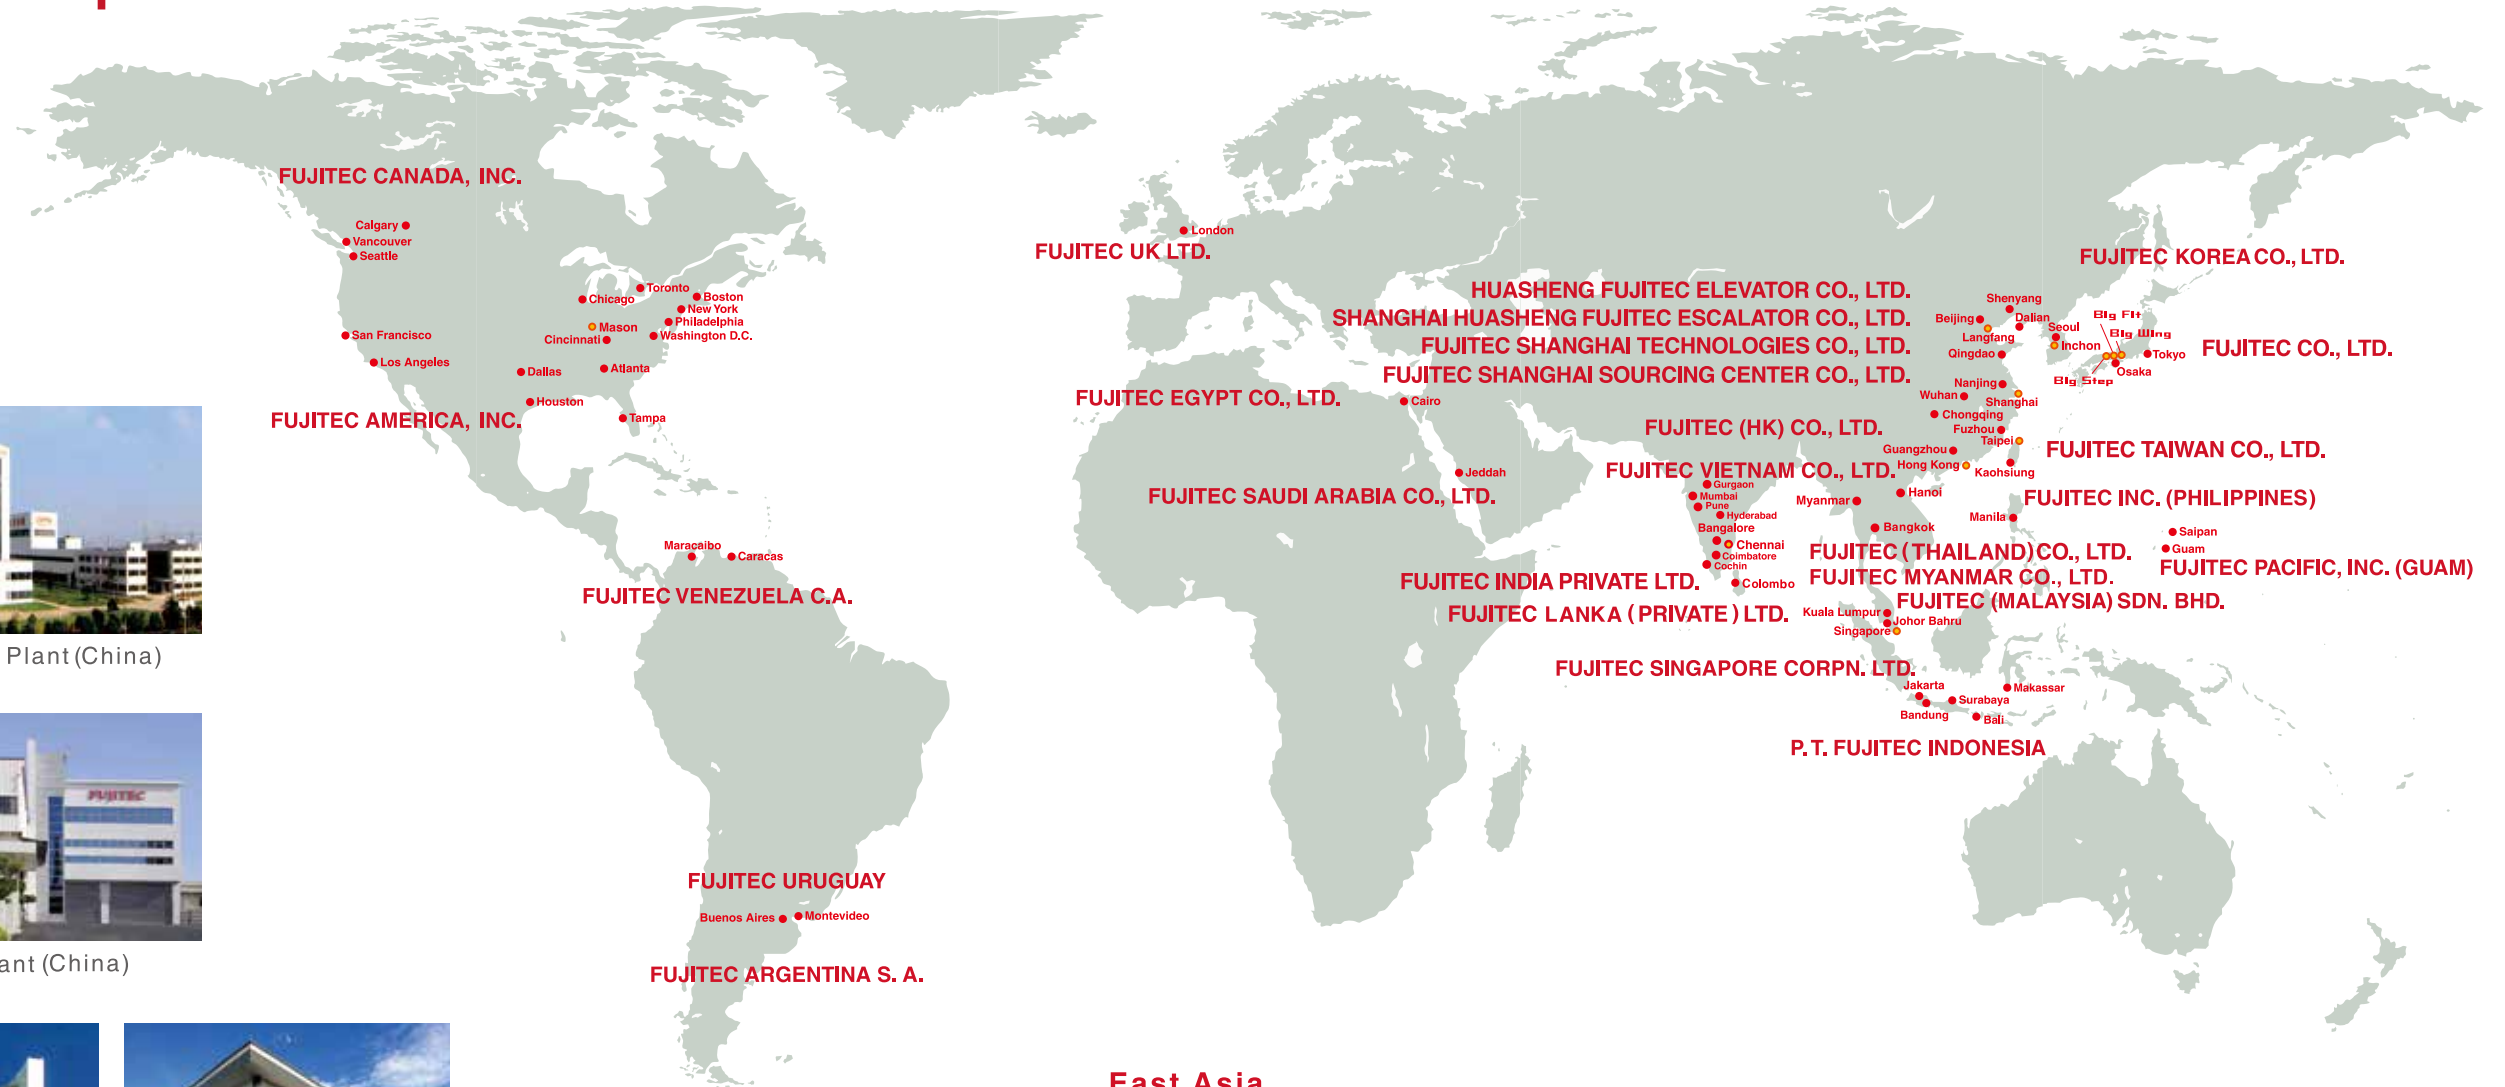 FUJITEC CANADA, INC.
Calgary
Vancouver
Seattle
Toronto
Chicago
Boston
New York
Philadelphia
Mason
Cincinnati
Washington D.C.
San Francisco
Los Angeles
Dallas
Atlanta
Houston
Tampa
FUJITEC AMERICA, INC.
Maracaibo
Caracas
FUJITEC VENEZUELA C.A.
FUJITEC URUGUAY
Buenos Aires
Montevideo
FUJITEC ARGENTINA S. A.
London
FUJITEC UK LTD.
FUJITEC KOREA CO., LTD.
HUASHENG FUJITEC ELEVATOR CO., LTD.
SHANGHAI HUASHENG FUJITEC ESCALATOR CO., LTD.
FUJITEC SHANGHAI TECHNOLOGIES CO., LTD.
FUJITEC SHANGHAI SOURCING CENTER CO., LTD.
Shenyang
Beijing
Dalian
Langfang
Qingdao
Seoul
Inchon
Big Fit
Big Wing
Tokyo
Osaka
Big Step
FUJITEC CO., LTD.
Nanjing
Wuhan
Shanghai
Chongqing
Fuzhou
Taipei
Guangzhou
Hong Kong
Kaohsiung
FUJITEC EGYPT CO., LTD.
Cairo
FUJITEC (HK) CO., LTD.
FUJITEC TAIWAN CO., LTD.
Jeddah
FUJITEC SAUDI ARABIA CO., LTD.
FUJITEC VIETNAM CO., LTD.
Gurgaon
Mumbai
Pune
Hyderabad
Bangalore
Chennai
Coimbatore
Cochin
Colombo
Myanmar
Hanoi
Bangkok
Manila
FUJITEC INC. (PHILIPPINES)
Saipan
Guam
FUJITEC PACIFIC, INC. (GUAM)
FUJITEC (THAILAND) CO., LTD.
FUJITEC INDIA PRIVATE LTD.
FUJITEC MYANMAR CO., LTD.
FUJITEC (MALAYSIA) SDN. BHD.
FUJITEC LANKA (PRIVATE) LTD.
Kuala Lumpur
Johor Bahru
Singapore
FUJITEC SINGAPORE CORPN. LTD.
Jakarta
Makassar
Surabaya
Bandung
Bali
P.T. FUJITEC INDONESIA
Plant (China)
FUJITEC
ant (China)
East Asia